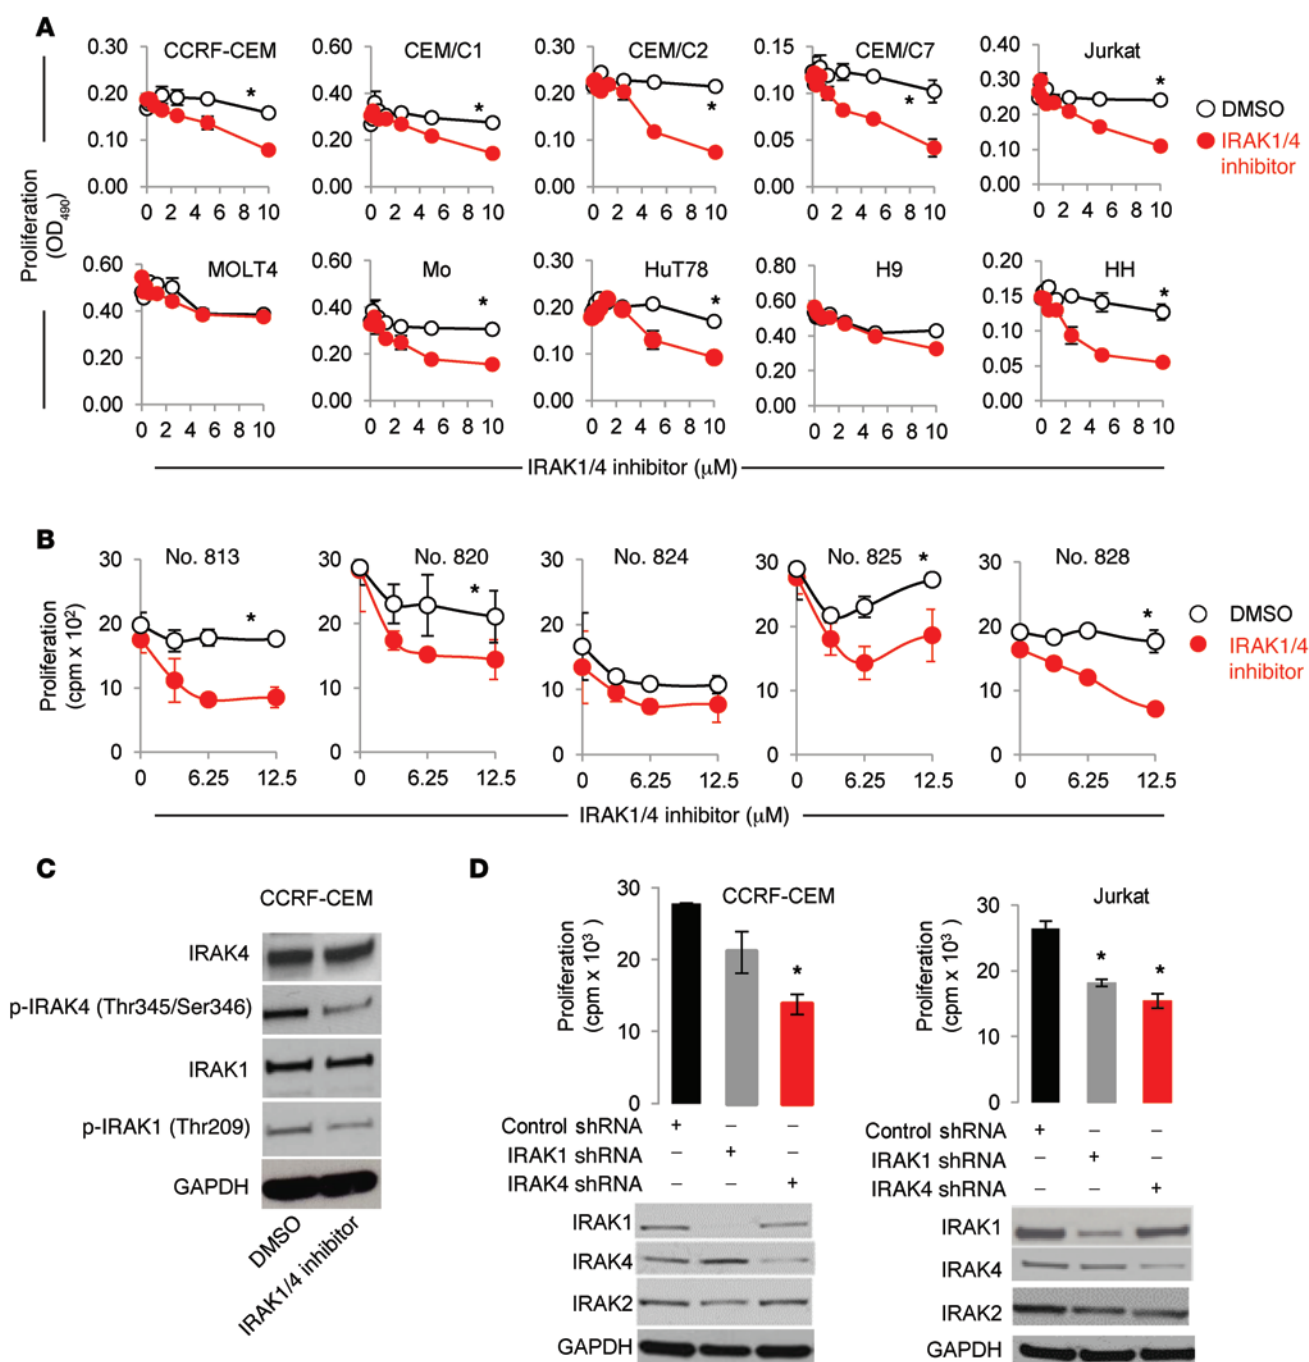 A
CCRF-CEM
CEM/C1
CEM/C2
CEM/C7
Jurkat
0.30
0.20
0.10
0.00
0.60
0.40
0.20
0.00
0.30
0.20
0.10
0.00
0.15
0.10
0.05
0.00
0.40
0.30
0.20
0.10
0.00
* * * * *
0 2 4 6 8 10
0 2 4 6 8 10
0 2 4 6 8 10
0 2 4 6 8 10
0 2 4 6 8 10
DMSO
IRAK1/4
inhibitor
Proliferation
(OD490)
MOLT4
Mo
HuT78
H9
HH
0.60
0.40
0.20
0.00
0.60
0.40
0.20
0.00
0.30
0.20
0.10
0.00
0.80
0.60
0.40
0.20
0.00
0.20
0.15
0.10
0.05
0.00
* * *
0 2 4 6 8 10
0 2 4 6 8 10
0 2 4 6 8 10
0 2 4 6 8 10
0 2 4 6 8 10
IRAK1/4 inhibitor (μM)
B
No. 813
No. 820
No. 824
No. 825
No. 828
Proliferation
(cpm x 10²)
30
20
10
0
30
20
10
0
30
20
10
0
30
20
10
0
30
20
10
0
* * * *
0 6.25 12.5
0 6.25 12.5
0 6.25 12.5
0 6.25 12.5
0 6.25 12.5
DMSO
IRAK1/4
inhibitor
IRAK1/4 inhibitor (μM)
C
CCRF-CEM
IRAK4
p-IRAK4 (Thr345/Ser346)
IRAK1
p-IRAK1 (Thr209)
GAPDH
DMSO
IRAK1/4 inhibitor
D
CCRF-CEM
Proliferation
(cpm x 10³)
30
20
10
0
*
Control shRNA + – –
IRAK1 shRNA – + –
IRAK4 shRNA – – +
IRAK1
IRAK4
IRAK2
GAPDH
Jurkat
Proliferation
(cpm x 10³)
30
20
10
0
* *
Control shRNA + – –
IRAK1 shRNA – + –
IRAK4 shRNA – – +
IRAK1
IRAK4
IRAK2
GAPDH